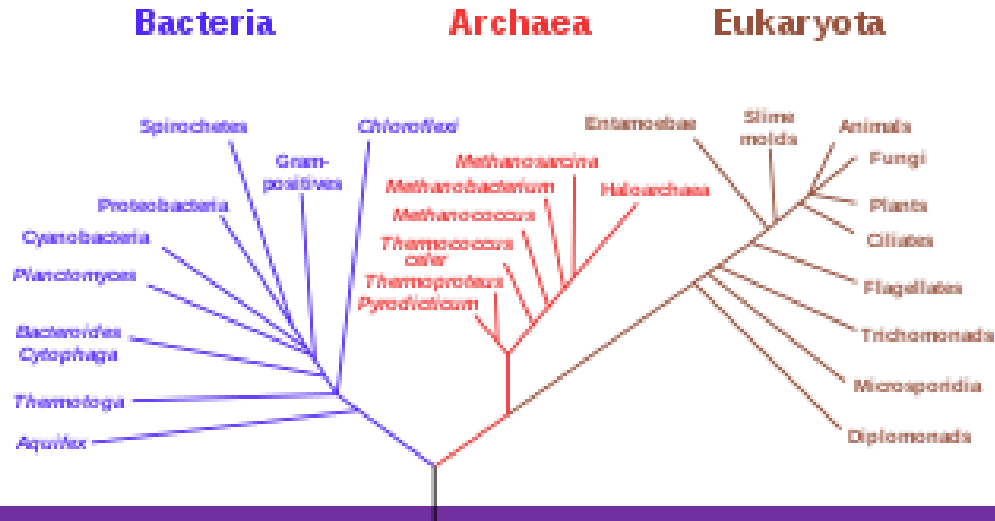 Bacteria
Archaea
Eukaryota
Spirochetes
Gram-
positives
Chloroflexi
Proteobacteria
Cyanobacteria
Planctomyces
Bacteroides
Cytophaga
Thermotoga
Aquifex
Methanosarcina
Methanobacterium
Haloarchaea
Methanococcus
Thermococcus
celer
Thermoproteus
Pyrodicticum
Entamoebae
Slime
molds
Animals
Fungi
Plants
Ciliates
Flagellates
Trichomonads
Microsporidia
Diplomonads